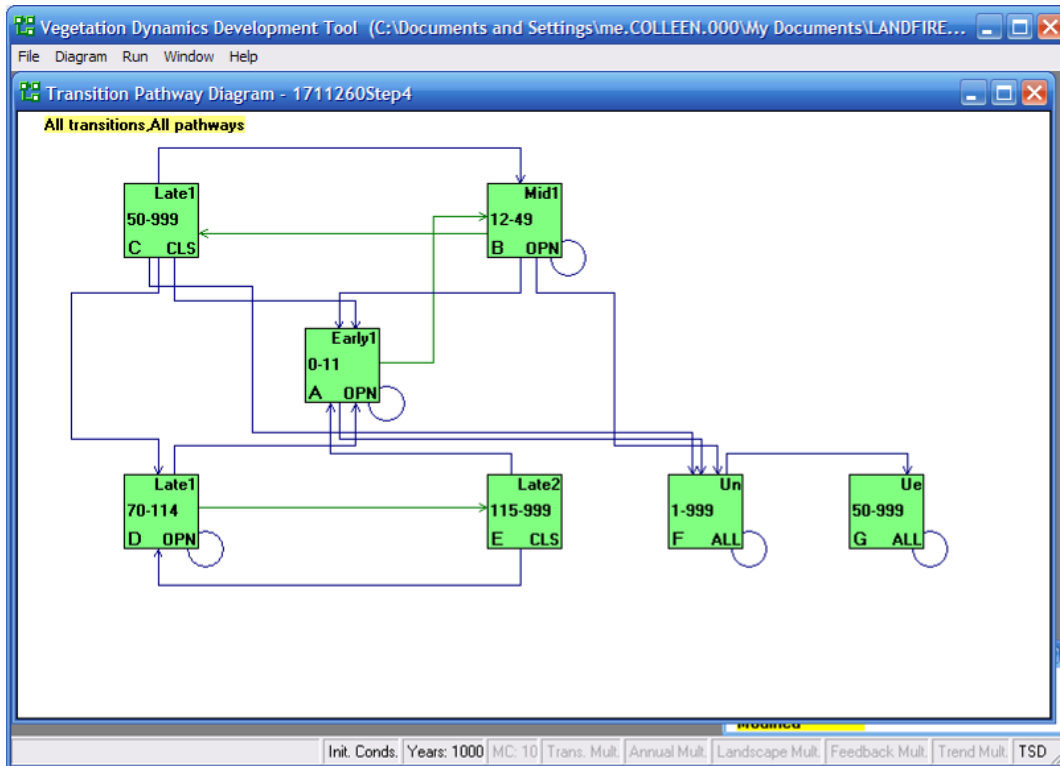 Vegetation Dynamics Development Tool (C:\Documents and Settings\me.COLLEEN.000\My Documents\LANDFIRE...
File Diagram Run Window Help
Transition Pathway Diagram - 1711260Step4
All transitions,All pathways
Late1
50-999
C CLS
Mid1
12-49
B OPN
Early1
0-11
A OPN
Late1
70-114
D OPN
Late2
115-999
E CLS
Un
1-999
F ALL
Ue
50-999
G ALL
Modified
Init. Conds. Years: 1000 MC: 10 Trans. Mult. Annual Mult. Landscape Mult. Feedback Mult. Trend Mult. TSD